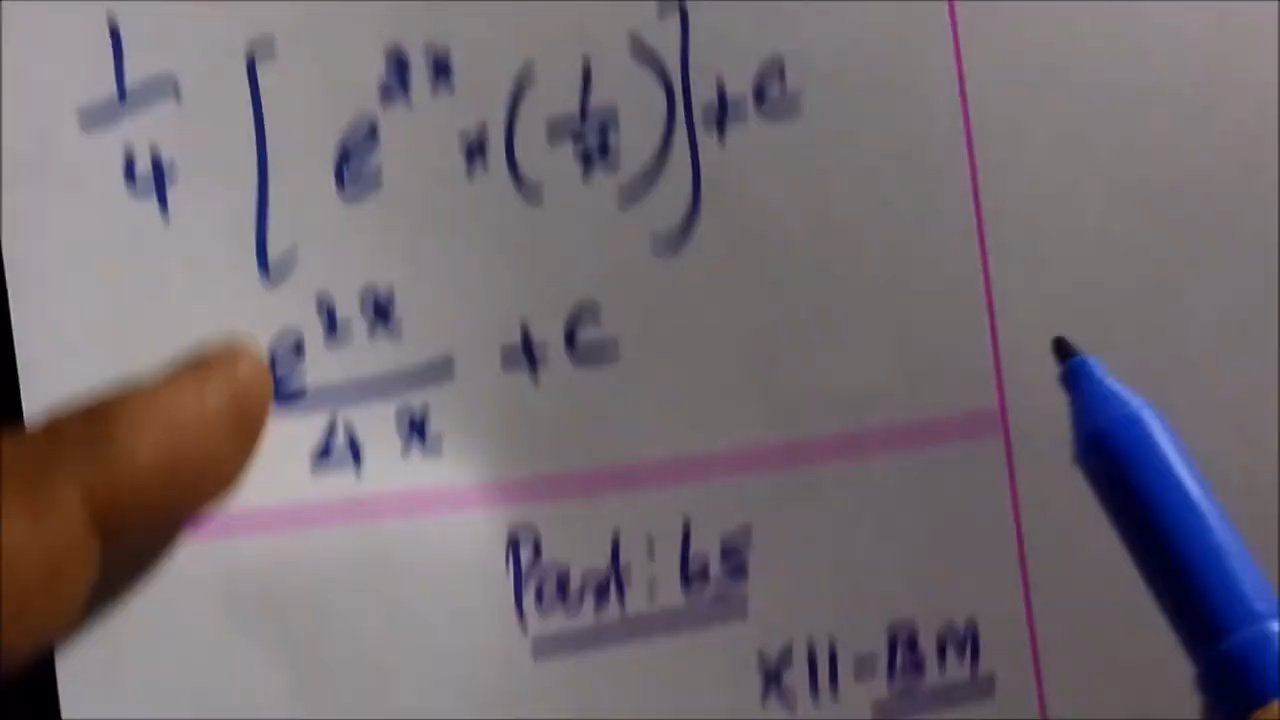 1/4 [ e^{2x} × (1/x) ] + c
e^{2x}/4x + c
Part: 65
XII-BM